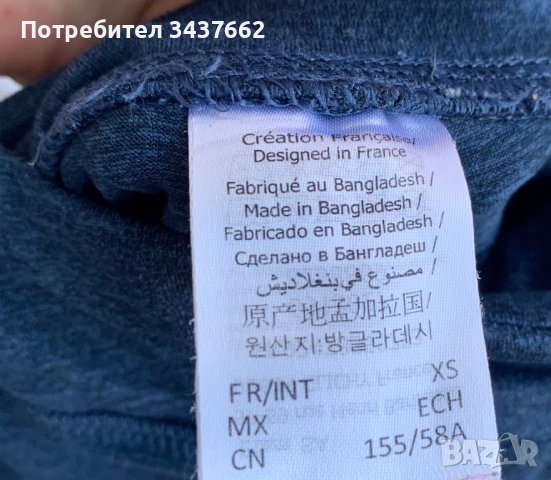 Потребител 3437662
Création Française/
Designed in France
Fabriqué au Bangladesh/
Made in Bangladesh/
Fabricado en Bangladesh/
Сделано в Бангладеш/
مصنوع في بنغلاديش/
原产地孟加拉国/
원산지:방글라데시
FR/INT XS
MX ECH
CN 155/58A
BAZAR